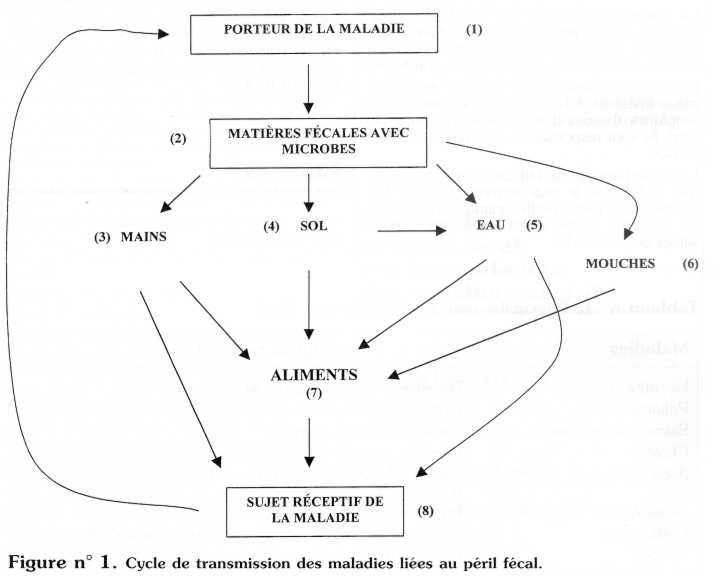 PORTEUR DE LA MALADIE (1)
(2) MATIÈRES FÉCALES AVEC
MICROBES
(3) MAINS
(4) SOL
EAU (5)
MOUCHES (6)
ALIMENTS
(7)
SUJET RÉCEPTIF DE
LA MALADIE (8)
Figure n° 1. Cycle de transmission des maladies liées au péril fécal.